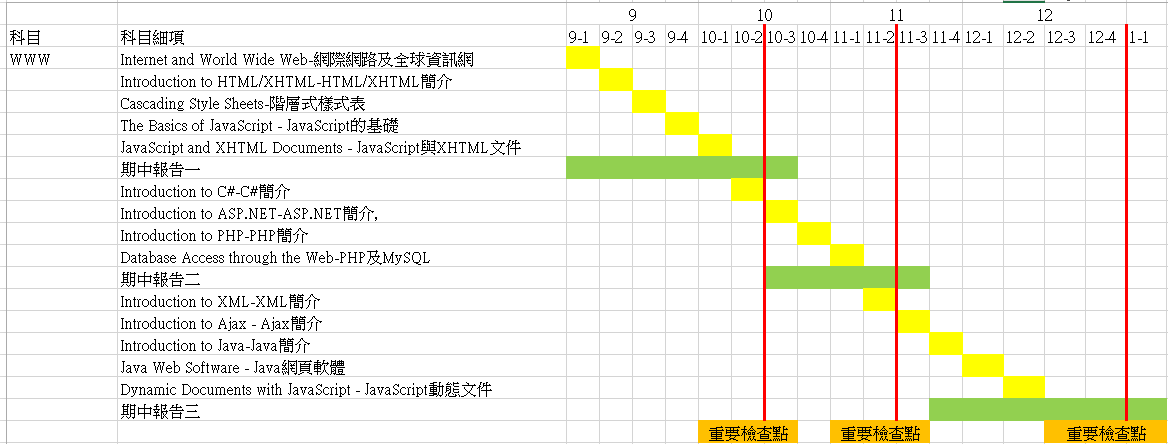 9 10 11 12
科目 科目細項 9-1 9-2 9-3 9-4 10-1 10-2 10-3 10-4 11-1 11-2 11-3 11-4 12-1 12-2 12-3 12-4 1-1
WWW Internet and World Wide Web-網際網路及全球資訊網
Introduction to HTML/XHTML-HTML/XHTML簡介
Cascading Style Sheets-階層式樣式表
The Basics of JavaScript - JavaScript的基礎
JavaScript and XHTML Documents - JavaScript與XHTML文件
期中報告一
Introduction to C#-C#簡介
Introduction to ASP.NET-ASP.NET簡介,
Introduction to PHP-PHP簡介
Database Access through the Web-PHP及MySQL
期中報告二
Introduction to XML-XML簡介
Introduction to Ajax - Ajax簡介
Introduction to Java-Java簡介
Java Web Software - Java網頁軟體
Dynamic Documents with JavaScript - JavaScript動態文件
期中報告三
重要檢查點 重要檢查點 重要檢查點